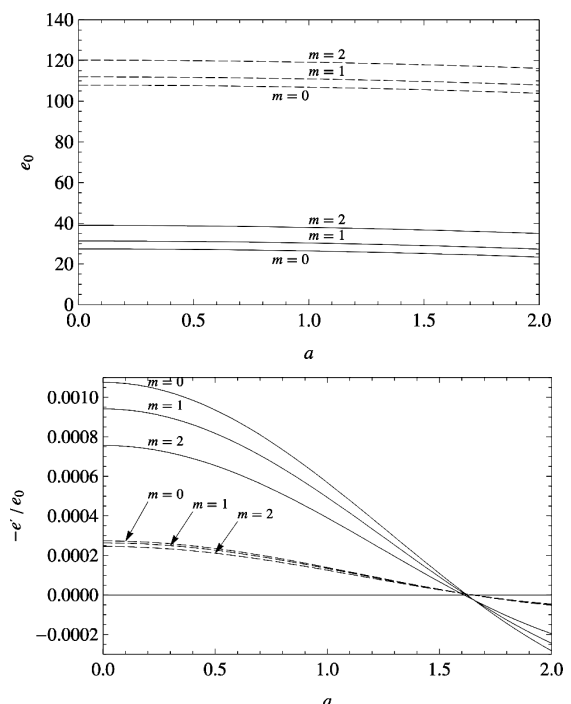 140
120
100
80
60
40
20
0
e₀
m = 2
m = 1
m = 0
m = 2
m = 1
m = 0
0.0 0.5 1.0 1.5 2.0
a
0.0010
0.0008
0.0006
0.0004
0.0002
0.0000
−0.0002
−e′ / e₀
m = 0
m = 1
m = 2
m = 0
m = 1
m = 2
0.0 0.5 1.0 1.5 2.0
a